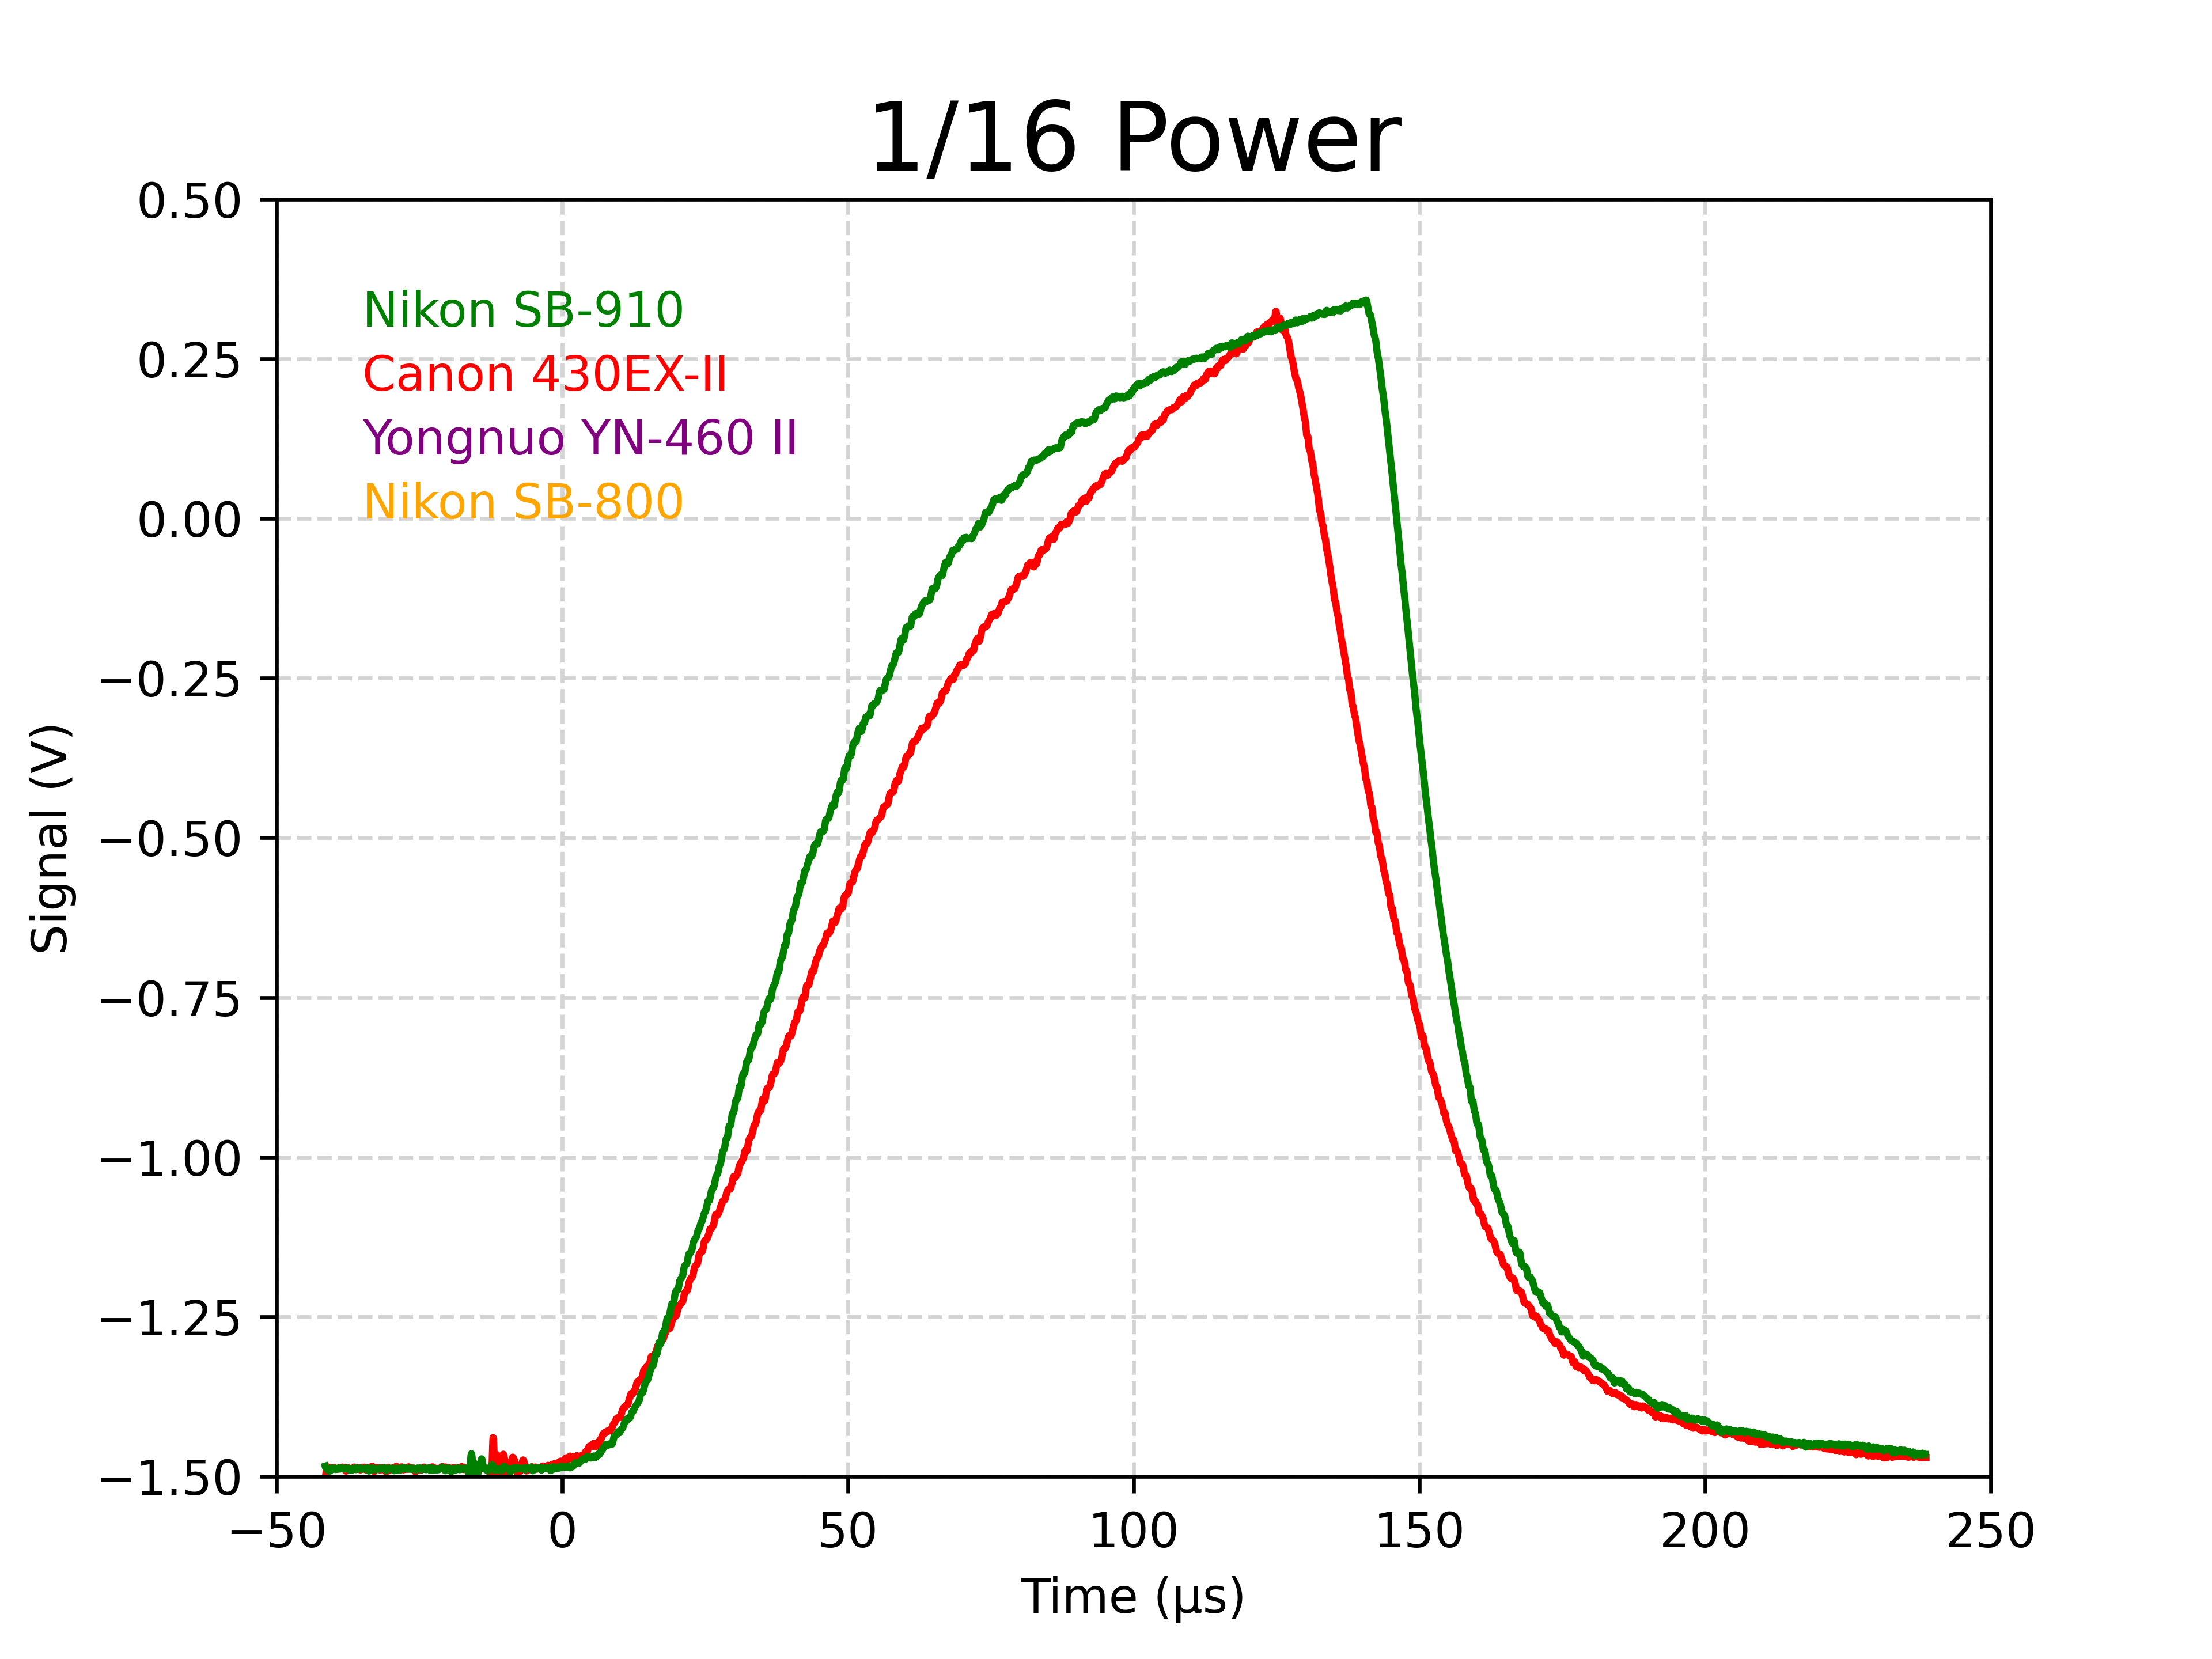 1/16 Power
0.50
0.25
0.00
−0.25
−0.50
−0.75
−1.00
−1.25
−1.50
Signal (V)
Nikon SB-910
Canon 430EX-II
Yongnuo YN-460 II
Nikon SB-800
−50 0 50 100 150 200 250
Time (µs)